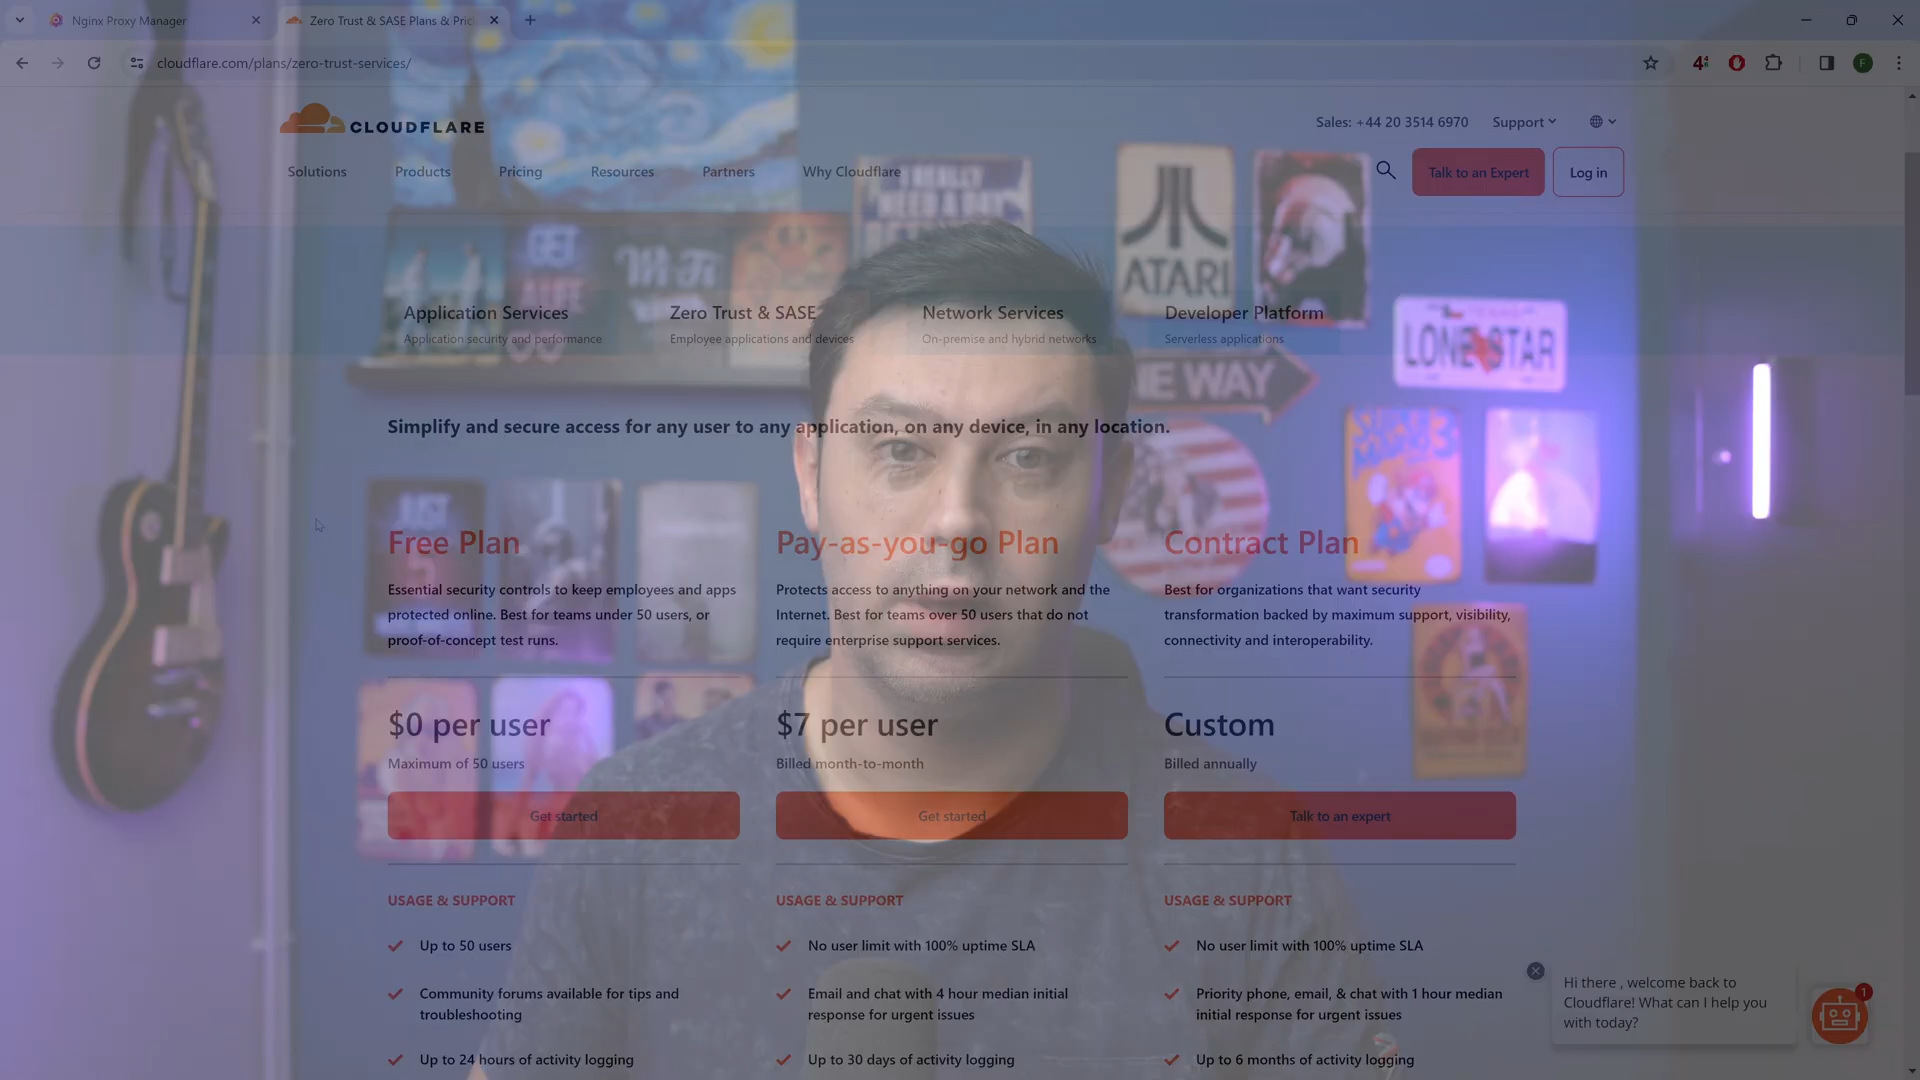 Nginx Proxy Manager
Zero Trust & SASE Plans & Pric
cloudflare.com/plans/zero-trust-services/
CLOUDFLARE
Sales: +44 20 3514 6970
Support
Solutions
Products
Pricing
Resources
Partners
Why Cloudflare
Talk to an Expert
Log in
I REALLY
NEED A DAY
GET
A LIFE
Wi-Fi
ATARI
LONE STAR
Application Services
Application security and performance
Zero Trust & SASE
Employee applications and devices
Network Services
On-premise and hybrid networks
Developer Platform
Serverless applications
WAY
Simplify and secure access for any user to any application, on any device, in any location.
JUST
Free Plan
Essential security controls to keep employees and apps
protected online. Best for teams under 50 users, or
proof-of-concept test runs.
$0 per user
Maximum of 50 users
Get started
USAGE & SUPPORT
Up to 50 users
Community forums available for tips and
troubleshooting
Up to 24 hours of activity logging
Pay-as-you-go Plan
Protects access to anything on your network and the
Internet. Best for teams over 50 users that do not
require enterprise support services.
$7 per user
Billed month-to-month
Get started
USAGE & SUPPORT
No user limit with 100% uptime SLA
Email and chat with 4 hour median initial
response for urgent issues
Up to 30 days of activity logging
Contract Plan
Best for organizations that want security
transformation backed by maximum support, visibility,
connectivity and interoperability.
Custom
Billed annually
Talk to an expert
USAGE & SUPPORT
No user limit with 100% uptime SLA
Priority phone, email, & chat with 1 hour median
initial response for urgent issues
Up to 6 months of activity logging
Hi there , welcome back to
Cloudflare! What can I help you
with today?
1